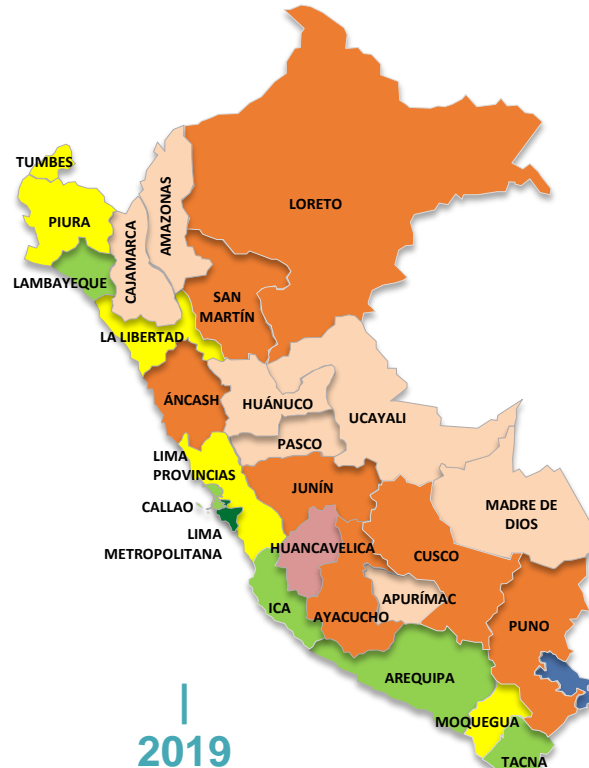 TUMBES
PIURA
LAMBAYEQUE
CAJAMARCA
AMAZONAS
LORETO
SAN
MARTÍN
LA LIBERTAD
ÁNCASH
HUÁNUCO
UCAYALI
PASCO
LIMA
PROVINCIAS
JUNÍN
CALLAO
MADRE DE
DIOS
LIMA
METROPOLITANA
HUANCAVELICA
CUSCO
ICA
APURÍMAC
AYACUCHO
PUNO
AREQUIPA
MOQUEGUA
TACNA
2019